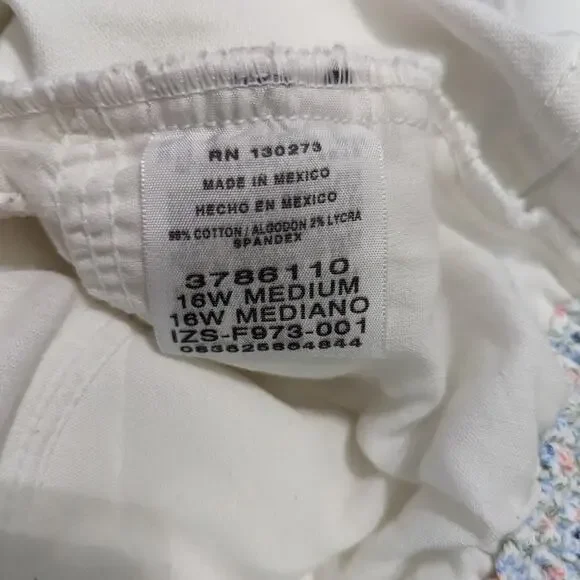 RN 130273
MADE IN MEXICO
HECHO EN MEXICO
98% COTTON / ALGODON 2% LYCRA
SPANDEX
3786110
16W MEDIUM
16W MEDIANO
IZS-F973-001
083625864844